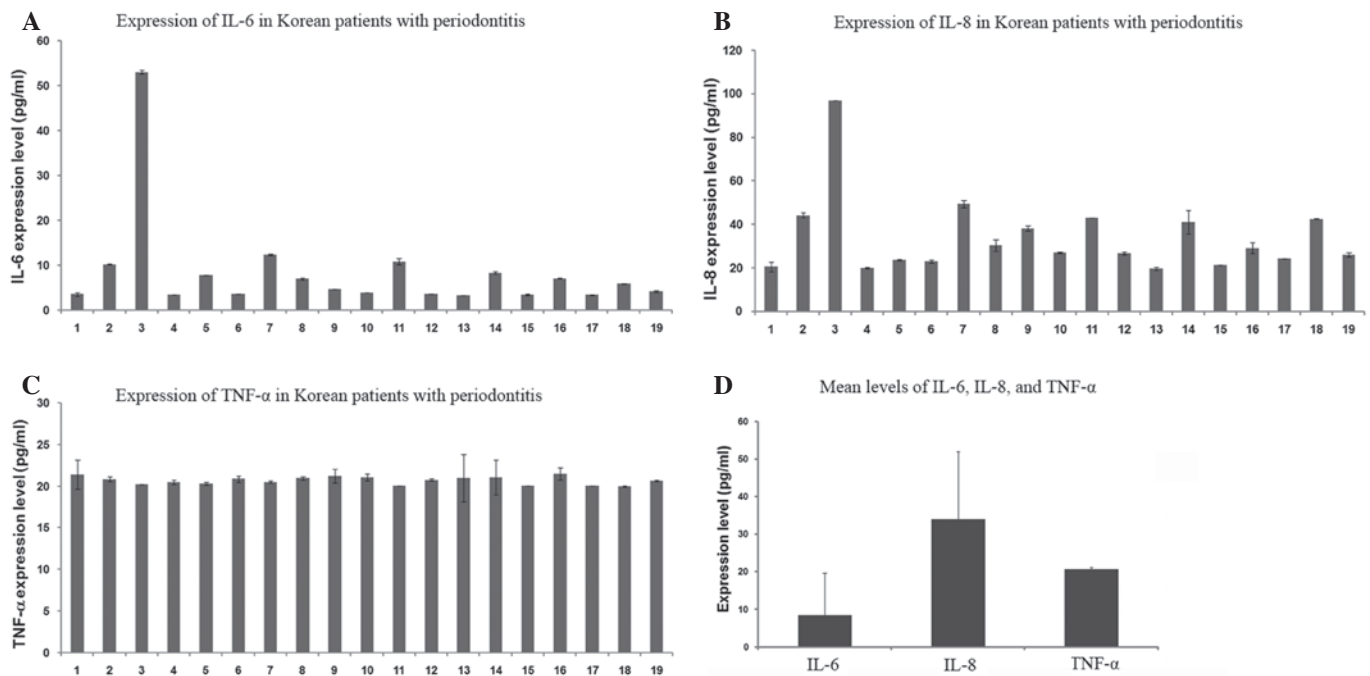 A
Expression of IL-6 in Korean patients with periodontitis
IL-6 expression level (pg/ml)
60
50
40
30
20
10
0
1 2 3 4 5 6 7 8 9 10 11 12 13 14 15 16 17 18 19
B
Expression of IL-8 in Korean patients with periodontitis
IL-8 expression level (pg/ml)
120
100
80
60
40
20
0
1 2 3 4 5 6 7 8 9 10 11 12 13 14 15 16 17 18 19
C
Expression of TNF-α in Korean patients with periodontitis
TNF-α expression level (pg/ml)
30
25
20
15
10
5
0
1 2 3 4 5 6 7 8 9 10 11 12 13 14 15 16 17 18 19
D
Mean levels of IL-6, IL-8, and TNF-α
Expression level (pg/ml)
60
50
40
30
20
10
0
IL-6 IL-8 TNF-α